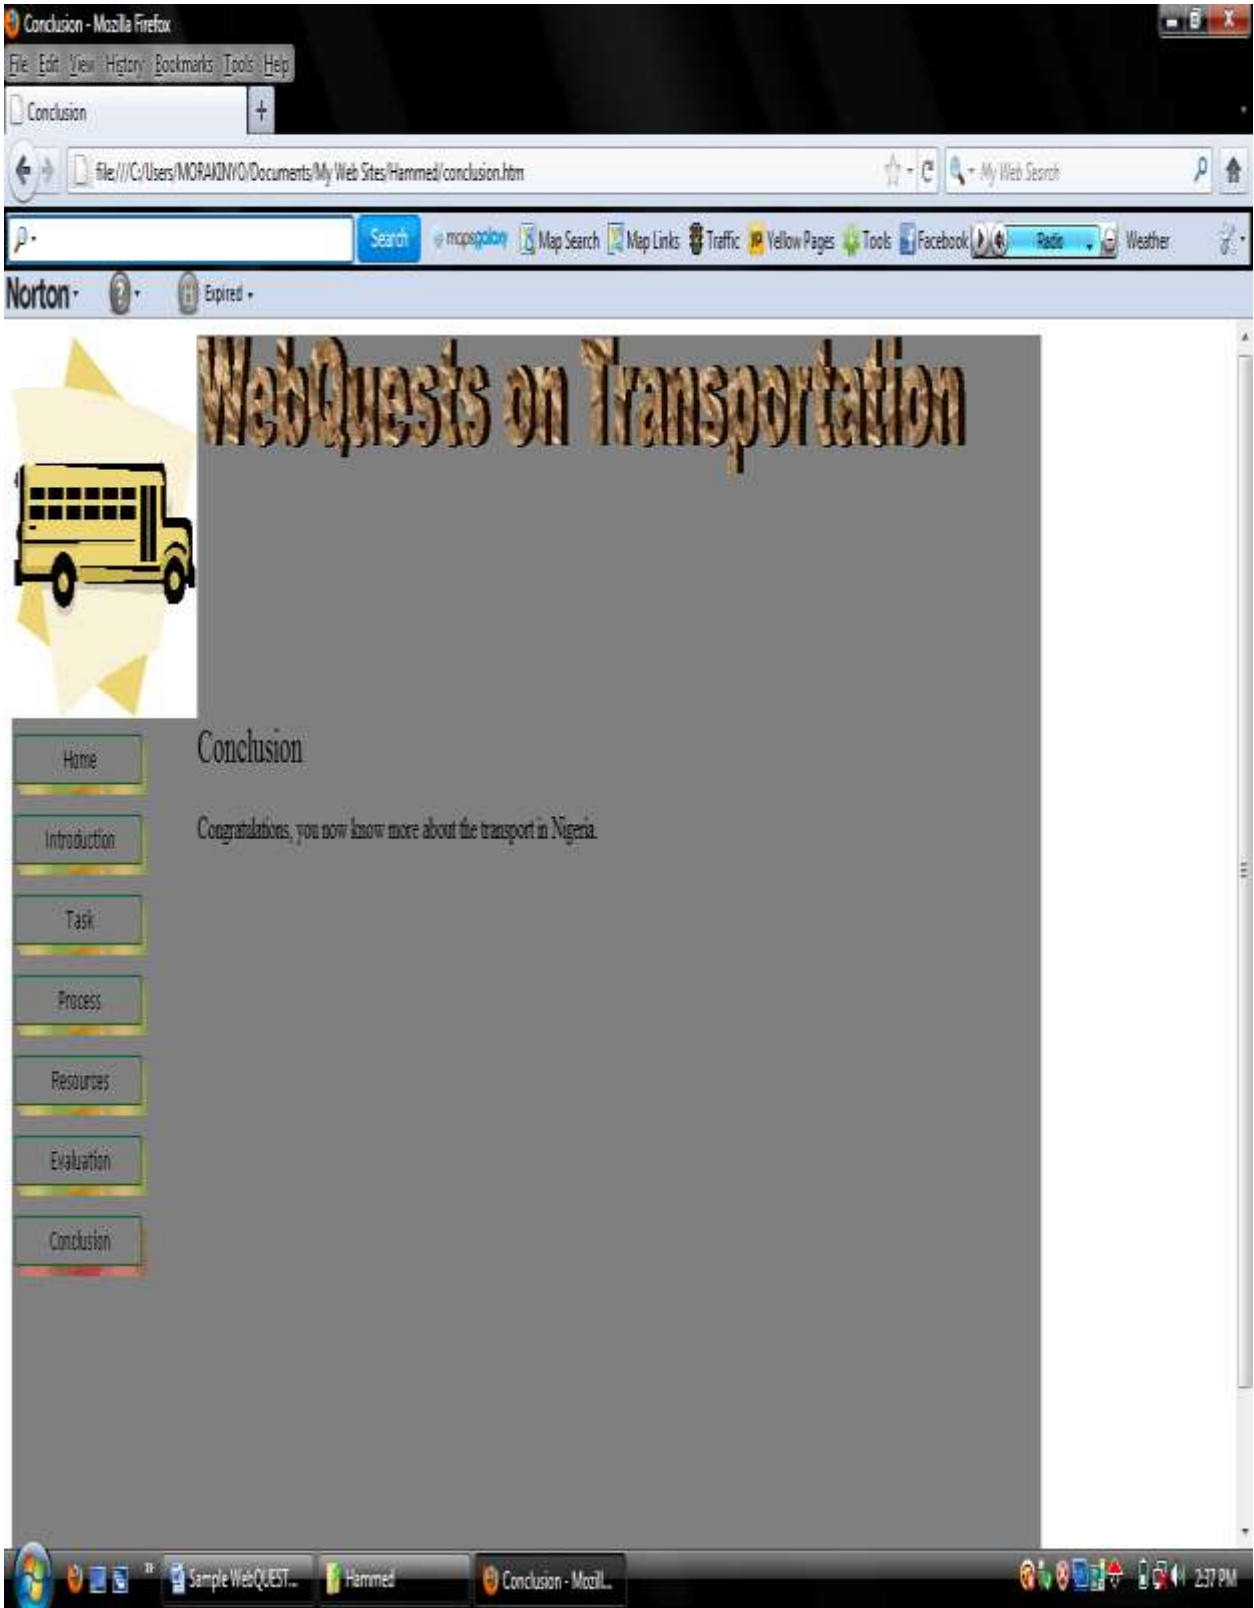 Conclusion - Mozilla Firefox
File Edit View History Bookmarks Tools Help
Conclusion +
file:///C:/Users/MORAKINYO/Documents/My Web Sites/Hammed/conclusion.htm My Web Search
Search mapsgalaxy Map Search Map Links Traffic Yellow Pages Tools Facebook Radio Weather
Norton Expired
WebQuests on Transportation
Home
Introduction
Task
Process
Resources
Evaluation
Conclusion
Conclusion
Congratulations, you now know more about the transport in Nigeria.
Sample WebQUEST... Hammed Conclusion - Mozill... 2:37 PM